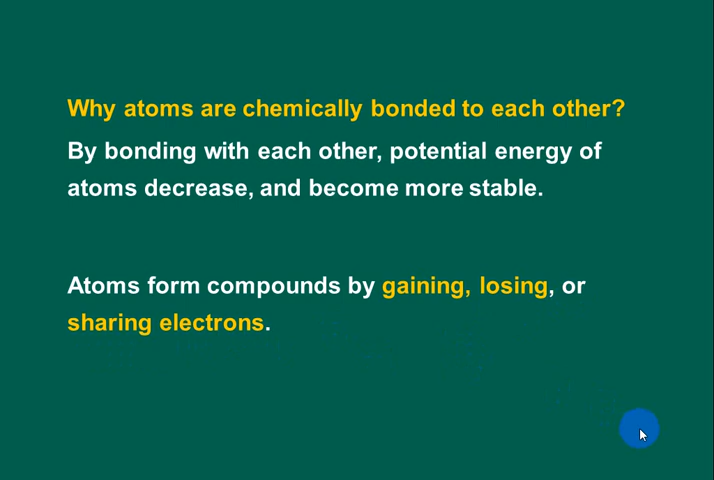 Why atoms are chemically bonded to each other?
By bonding with each other, potential energy of
atoms decrease, and become more stable.
Atoms form compounds by gaining, losing, or
sharing electrons.